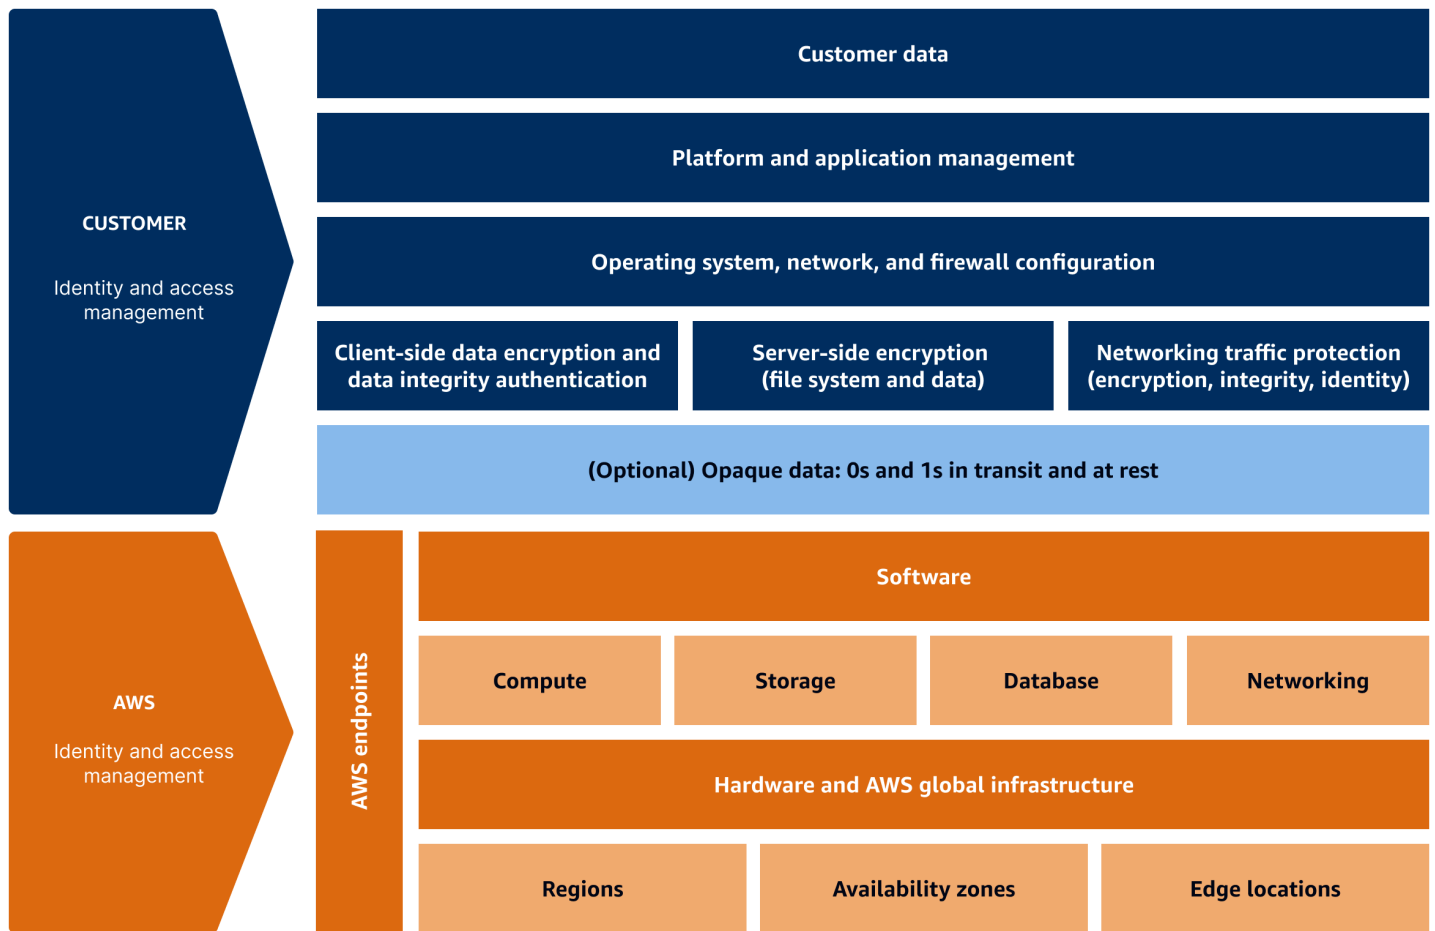 CUSTOMER
Identity and access
management
Customer data
Platform and application management
Operating system, network, and firewall configuration
Client-side data encryption and
data integrity authentication
Server-side encryption
(file system and data)
Networking traffic protection
(encryption, integrity, identity)
(Optional) Opaque data: 0s and 1s in transit and at rest
AWS
Identity and access
management
AWS endpoints
Software
Compute
Storage
Database
Networking
Hardware and AWS global infrastructure
Regions
Availability zones
Edge locations